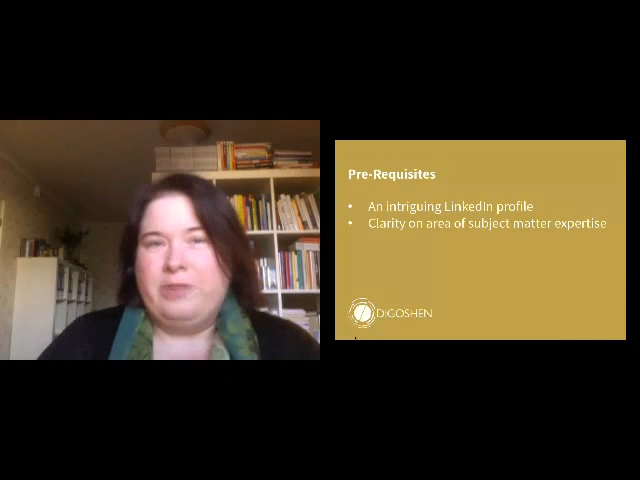 Pre-Requisites
• An intriguing LinkedIn profile
• Clarity on area of subject matter expertise
DIGOSHEN